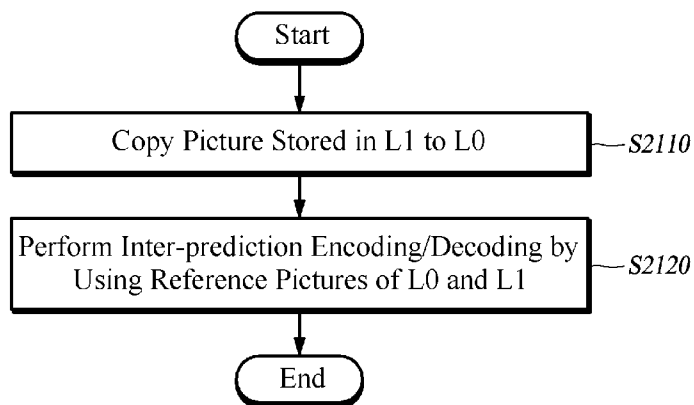 Start
Copy Picture Stored in L1 to L0
S2110
Perform Inter-prediction Encoding/Decoding by
Using Reference Pictures of L0 and L1
S2120
End